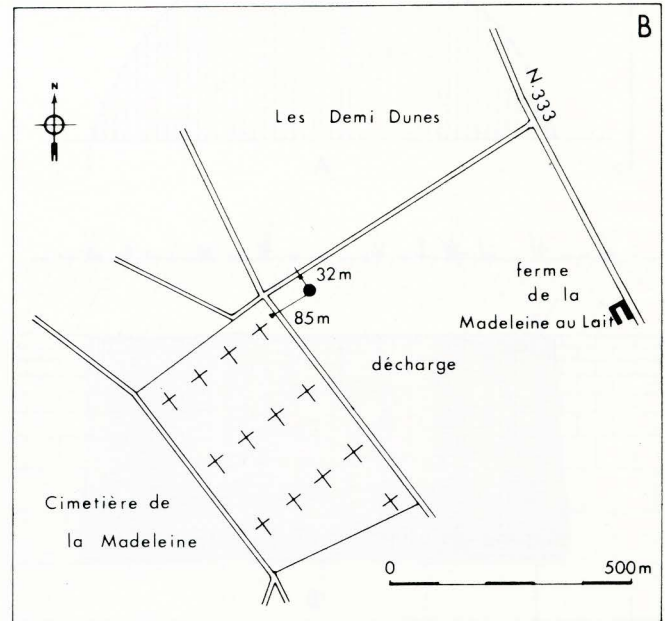 B
N
N.333
Les Demi Dunes
32m
85m
ferme
de la
Madeleine au Lait
décharge
Cimetière de
la Madeleine
0 500m